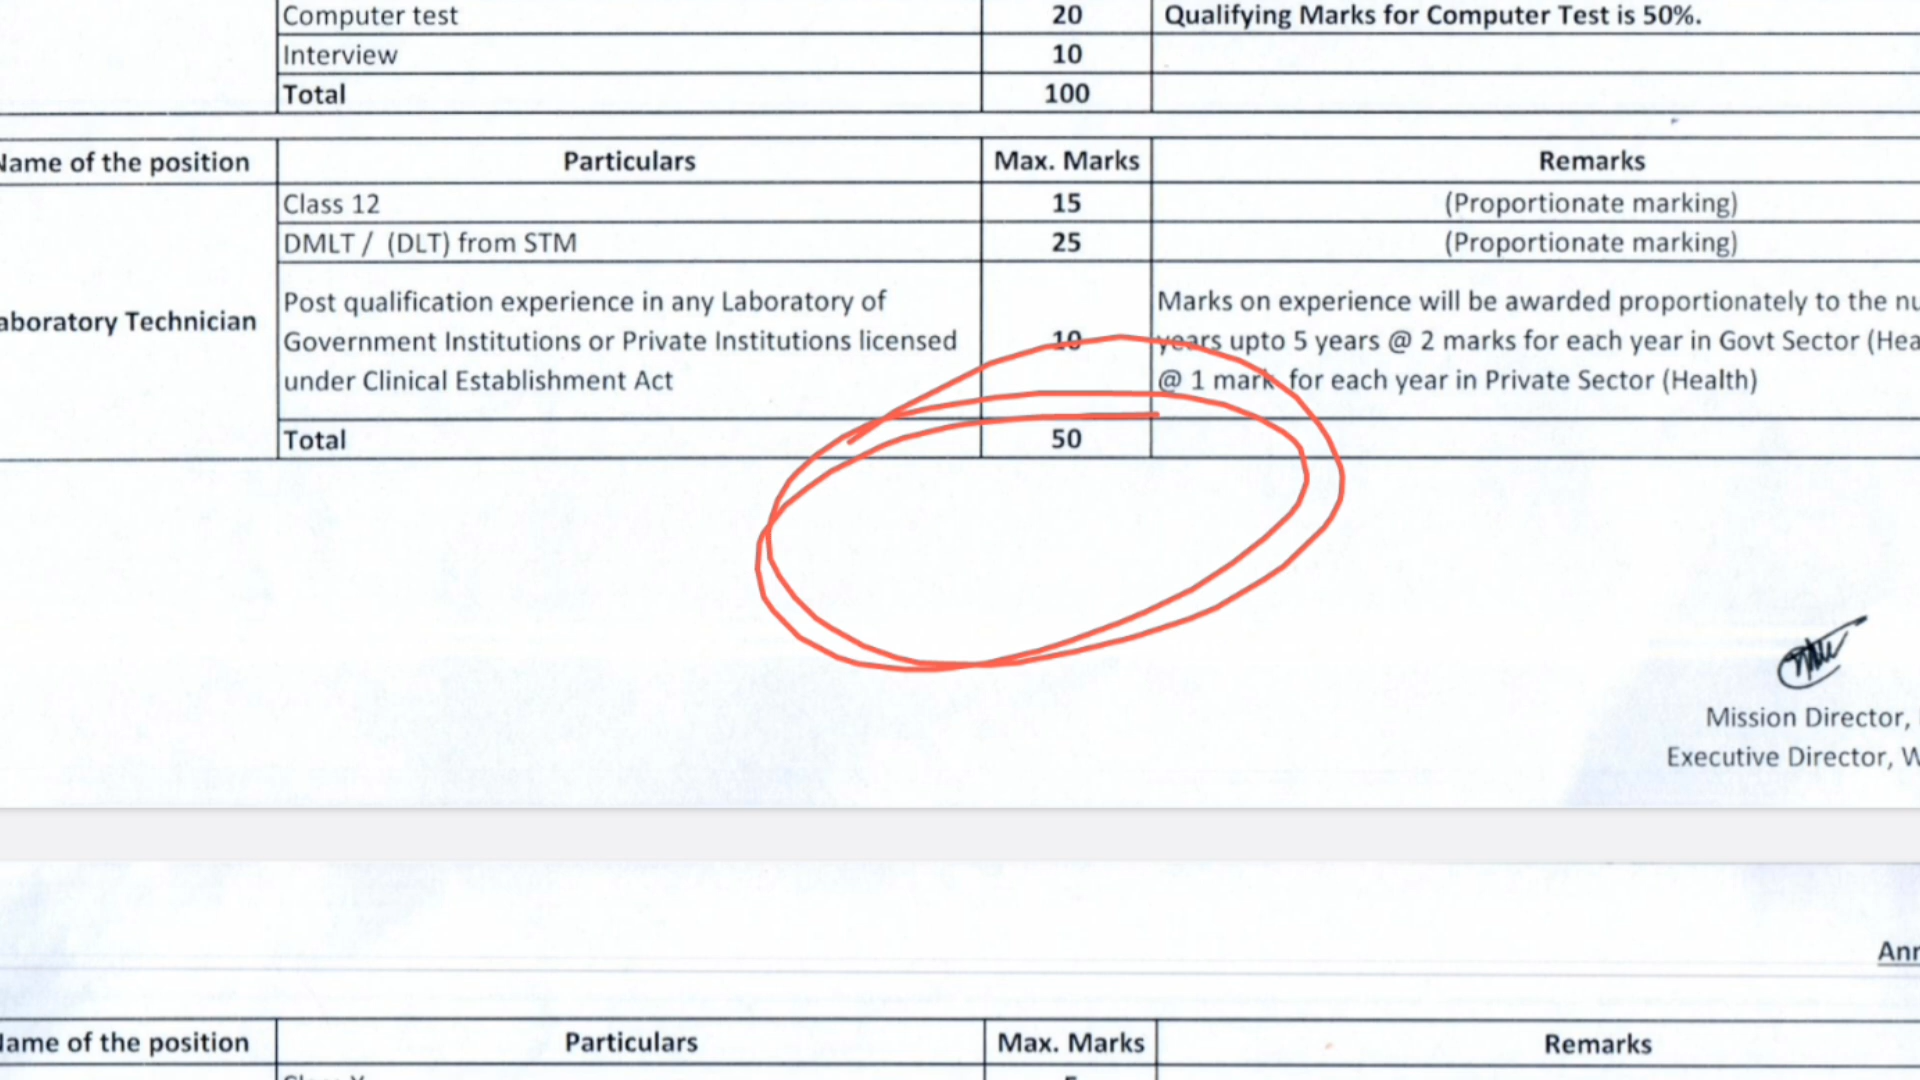 Computer test 20 Qualifying Marks for Computer Test is 50%.
Interview 10
Total 100
Name of the position Particulars Max. Marks Remarks
Class 12 15 (Proportionate marking)
DMLT / (DLT) from STM 25 (Proportionate marking)
Laboratory Technician
Post qualification experience in any Laboratory of
Government Institutions or Private Institutions licensed
under Clinical Establishment Act
10
Marks on experience will be awarded proportionately to the
years upto 5 years @ 2 marks for each year in Govt Sector
@ 1 mark for each year in Private Sector (Health)
Total 50
Mission Director,
Executive Director,
Name of the position Particulars Max. Marks Remarks